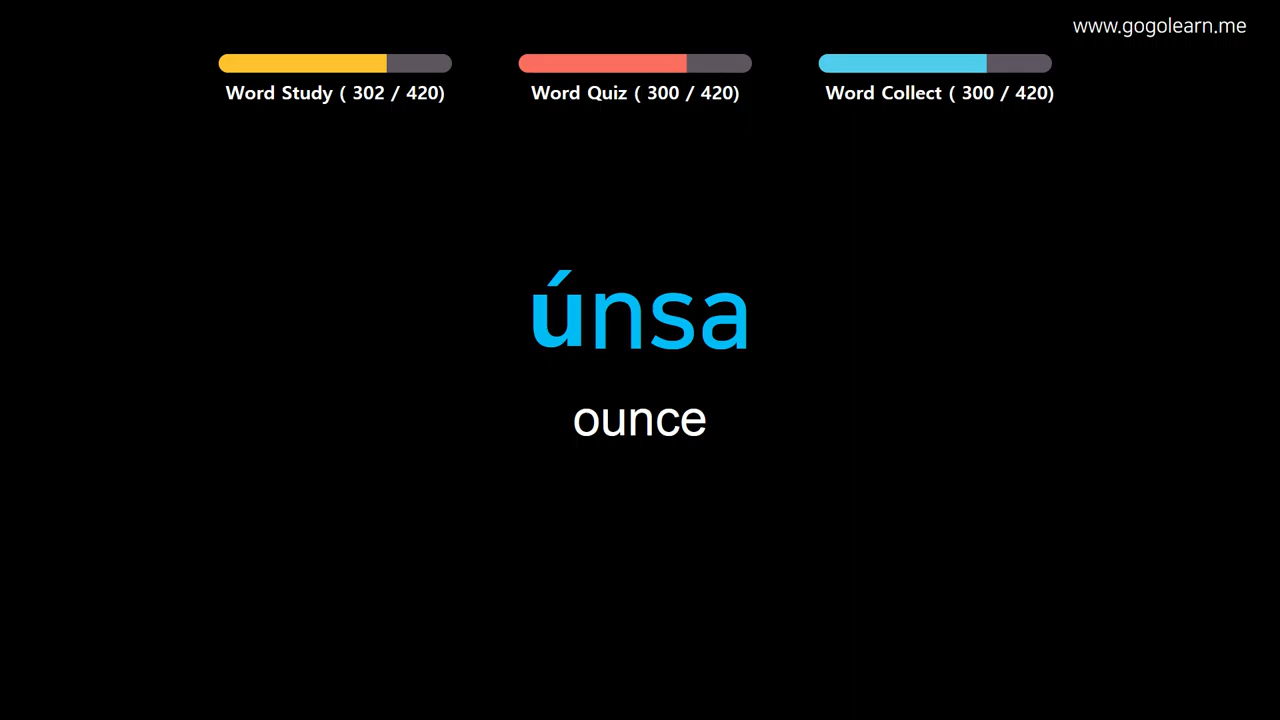 www.gogolearn.me
Word Study ( 302 / 420)
Word Quiz ( 300 / 420)
Word Collect ( 300 / 420)
únsa
ounce